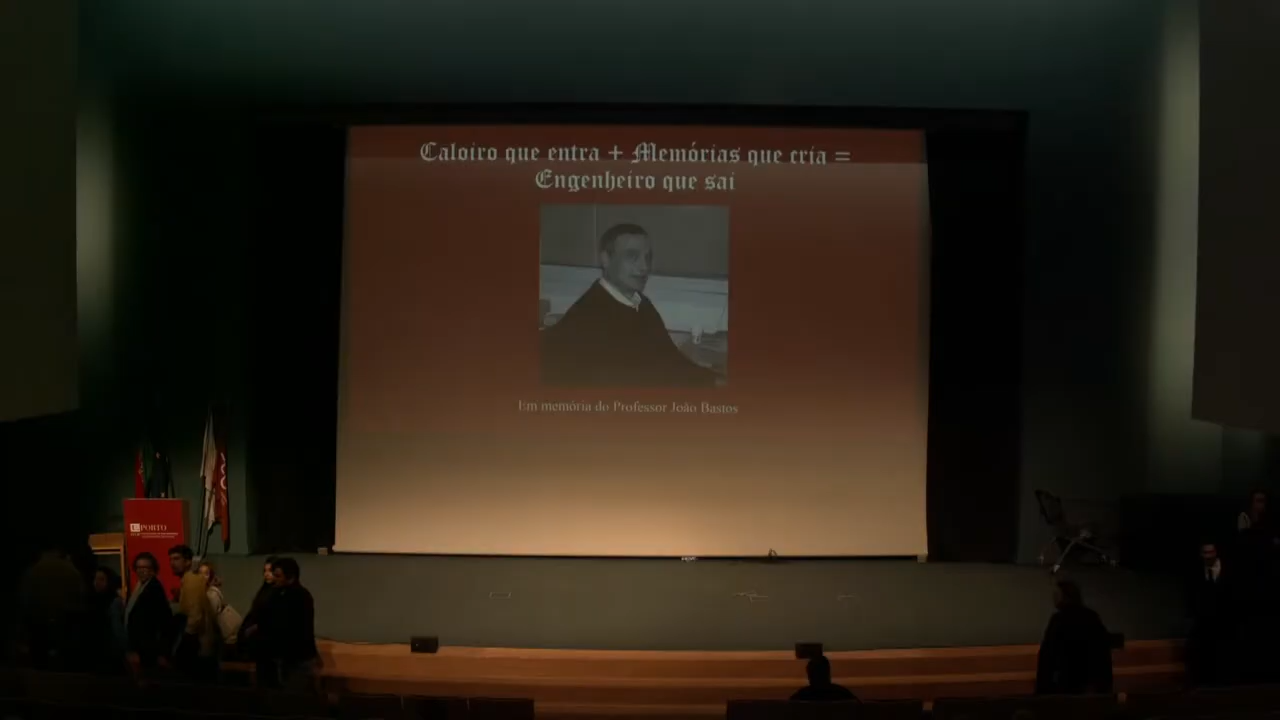 Caloiro que entra + Memórias que cria =
Engenheiro que sai
Em memória do Professor João Bastos
U.PORTO